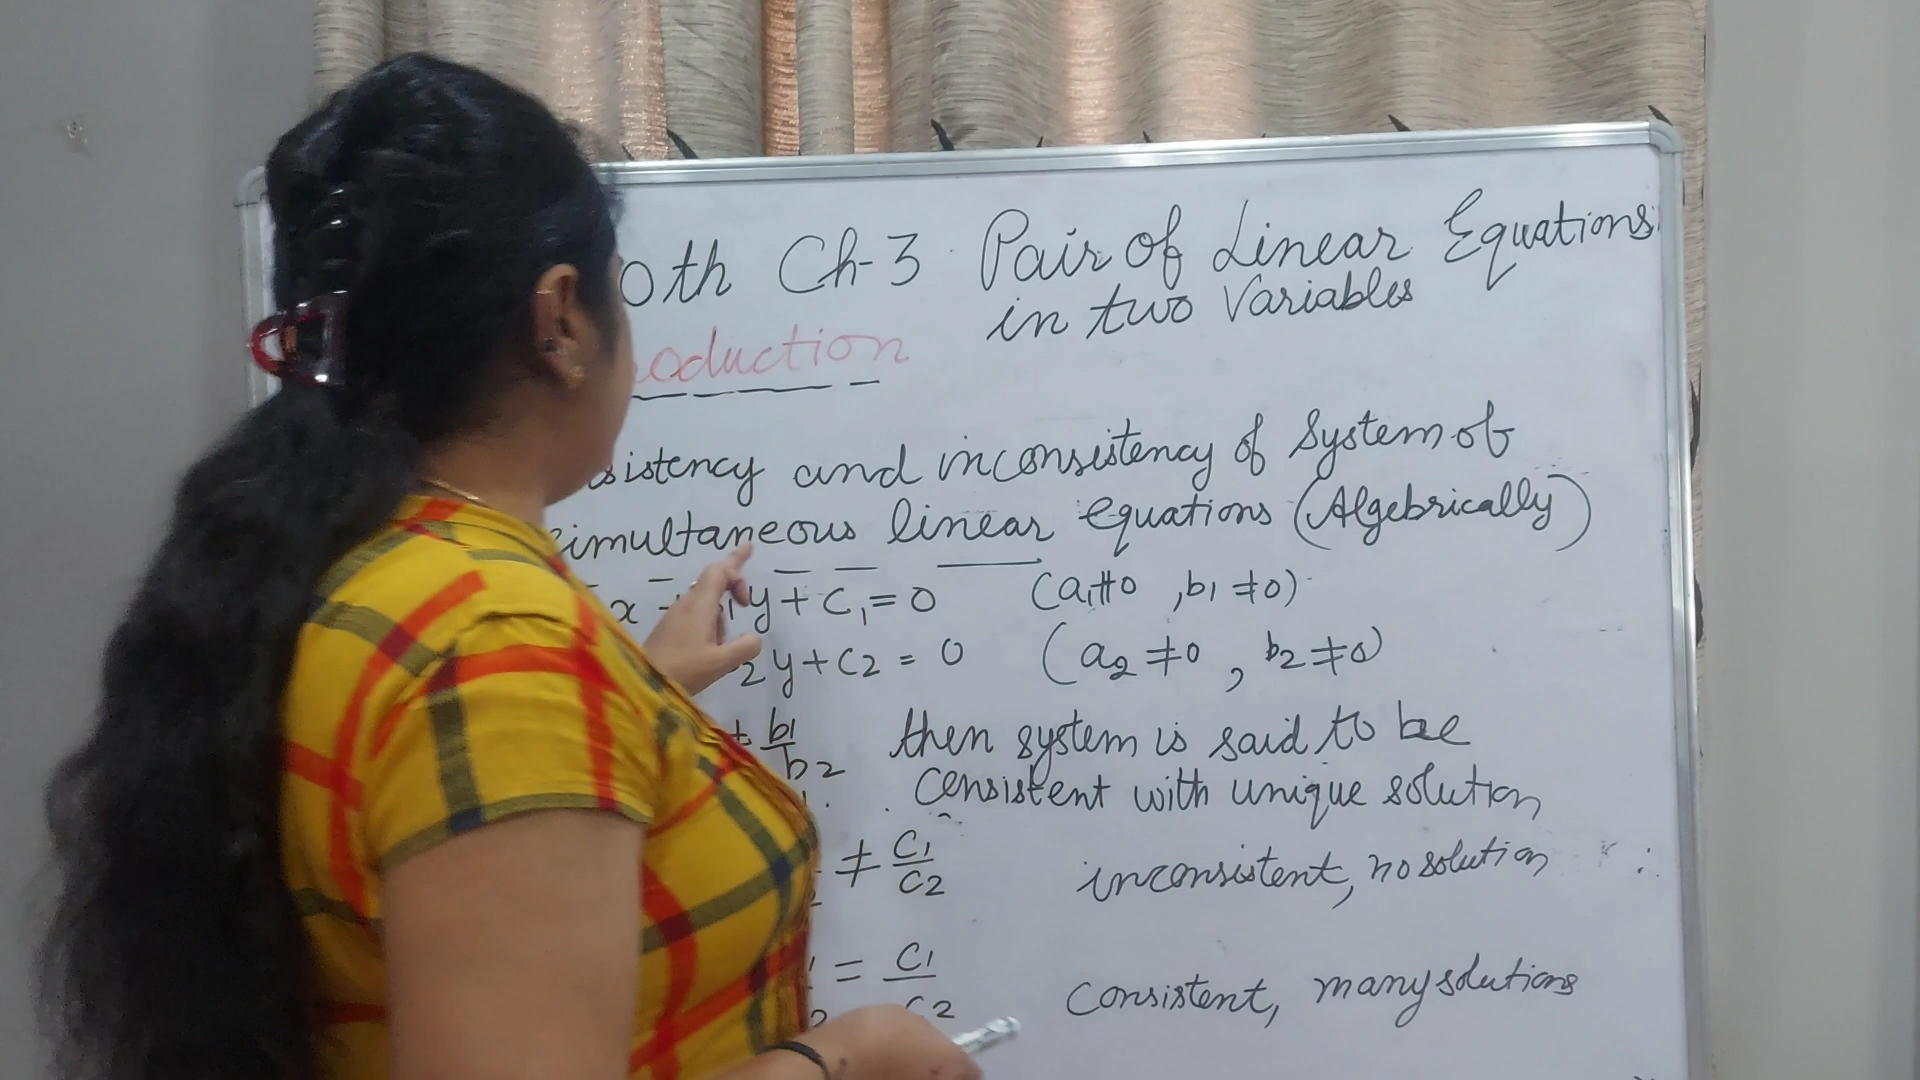 0th Ch-3 Pair of Linear Equations
in two Variables
oduction
sistency and inconsistency of System of
simultaneous linear equations (Algebrically)
x + 1y + C1 = 0 (a1≠0, b1≠0)
2y + C2 = 0 (a2≠0, b2≠0)
≠ b1/b2 then system is said to be
consistent with unique solution
≠ C1/C2 inconsistent, no solution
= C1/C2 consistent, many solutions